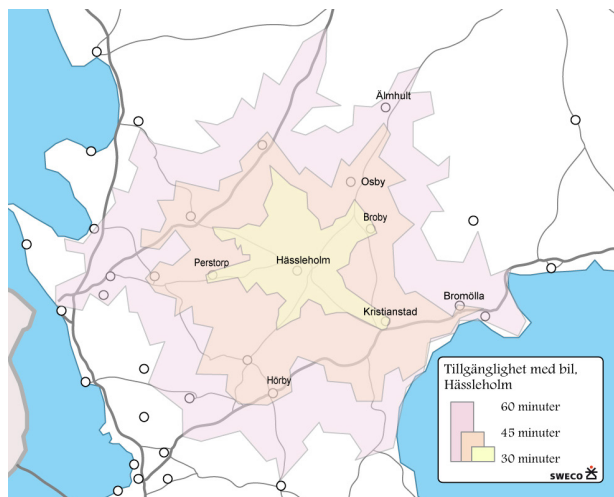 Älmhult
Osby
Broby
Perstorp
Hässleholm
Bromölla
Kristianstad
Hörby
Tillgänglighet med bil,
Hässleholm
60 minuter
45 minuter
30 minuter
SWECO